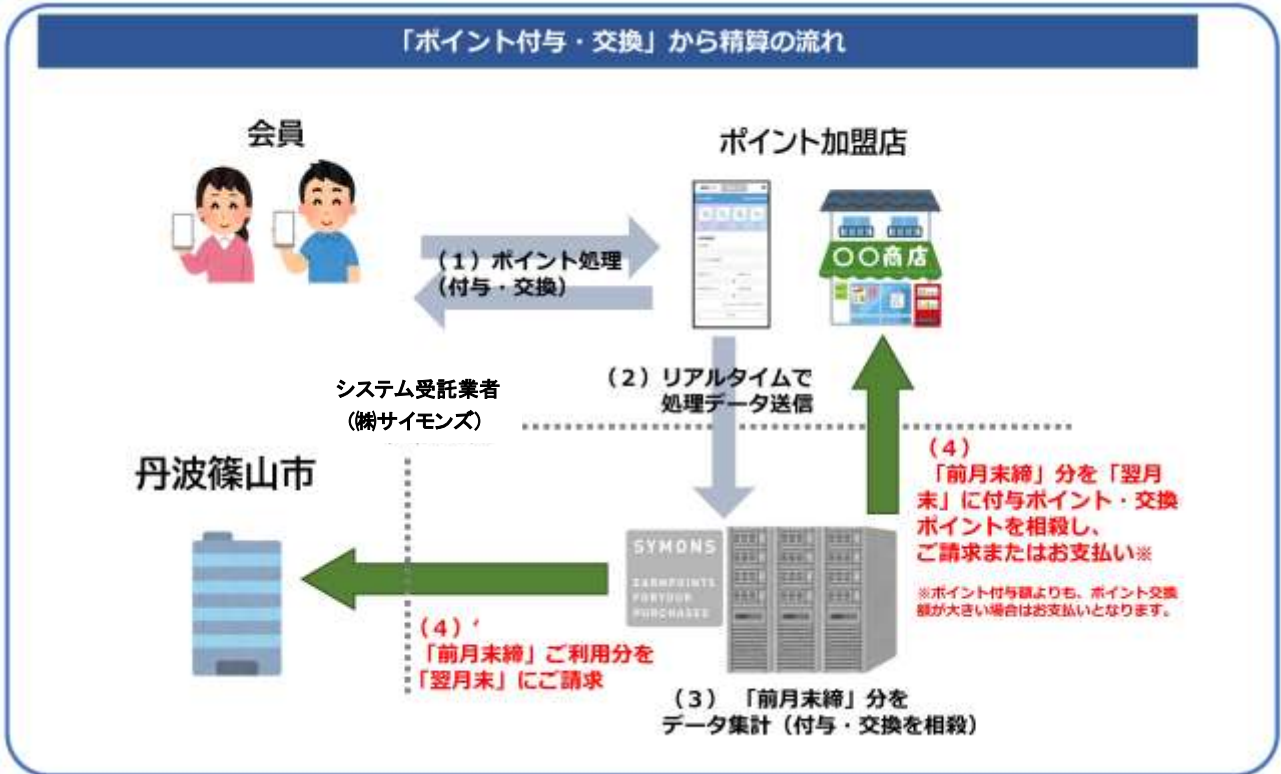 「ポイント付与・交換」から精算の流れ
会員
ポイント加盟店
〇〇商店
(1)ポイント処理
(付与・交換)
(2)リアルタイムで
処理データ送信
システム受託業者
(㈱サイモンズ)
丹波篠山市
SYMONS
EARNPOINTS
FORYOUR
PURCHASES
(4)
「前月末締」分を「翌月
末」に付与ポイント・交換
ポイントを相殺し、
ご請求またはお支払い※
※ポイント付与額よりも、ポイント交換
額が大きい場合はお支払いとなります。
(4)‘
「前月末締」ご利用分を
「翌月末」にご請求
(3) 「前月末締」分を
データ集計(付与・交換を相殺)